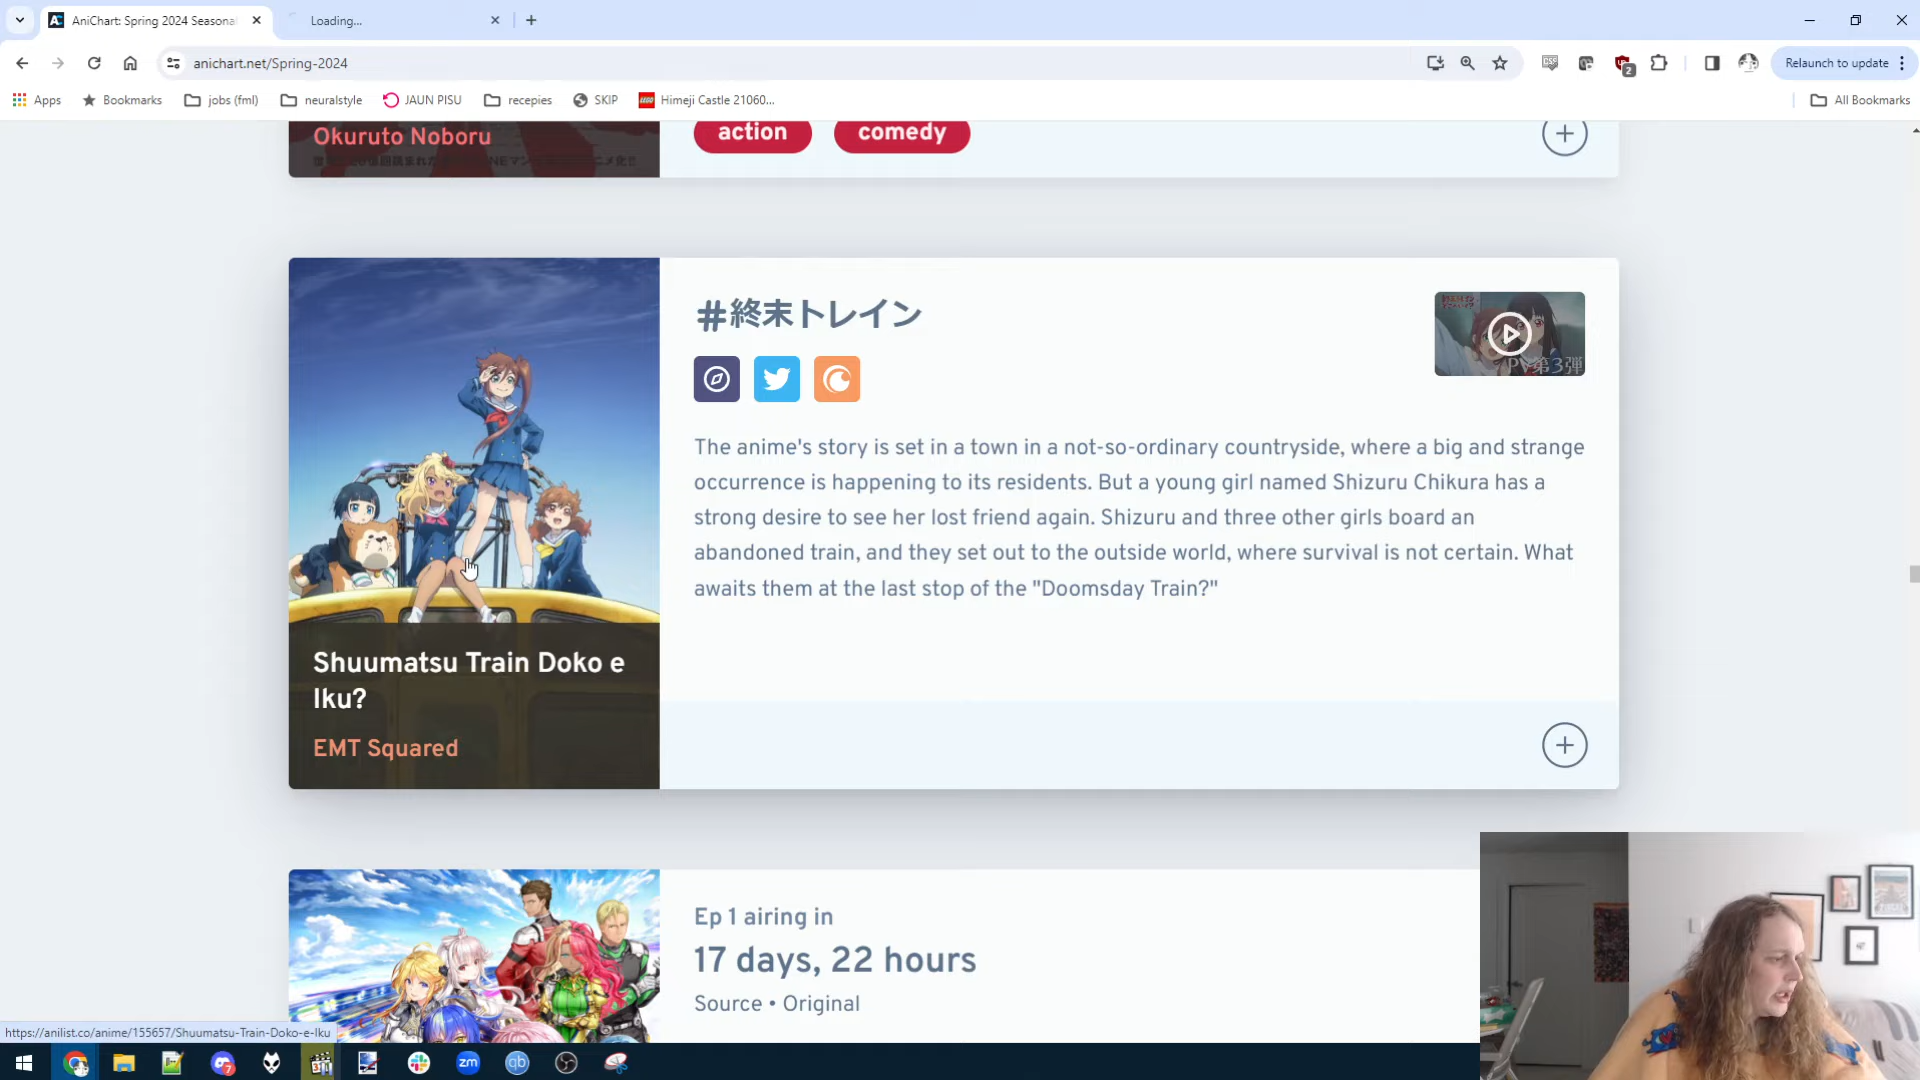 AniChart: Spring 2024 Seasona
Loading...
anichart.net/Spring-2024
2
Relaunch to update
Apps
Bookmarks
jobs (fml)
neuralstyle
JAUN PISU
recepies
SKIP
Himeji Castle 21060...
All Bookmarks
Okuruto Noboru
action
comedy
#終末トレイン
PV第3弾
The anime's story is set in a town in a not-so-ordinary countryside, where a big and strange
occurrence is happening to its residents. But a young girl named Shizuru Chikura has a
strong desire to see her lost friend again. Shizuru and three other girls board an
abandoned train, and they set out to the outside world, where survival is not certain. What
awaits them at the last stop of the "Doomsday Train?"
Shuumatsu Train Doko e
Iku?
EMT Squared
Ep 1 airing in
17 days, 22 hours
Source • Original
https://anilist.co/anime/155657/Shuumatsu-Train-Doko-e-Iku
7
zm
qb